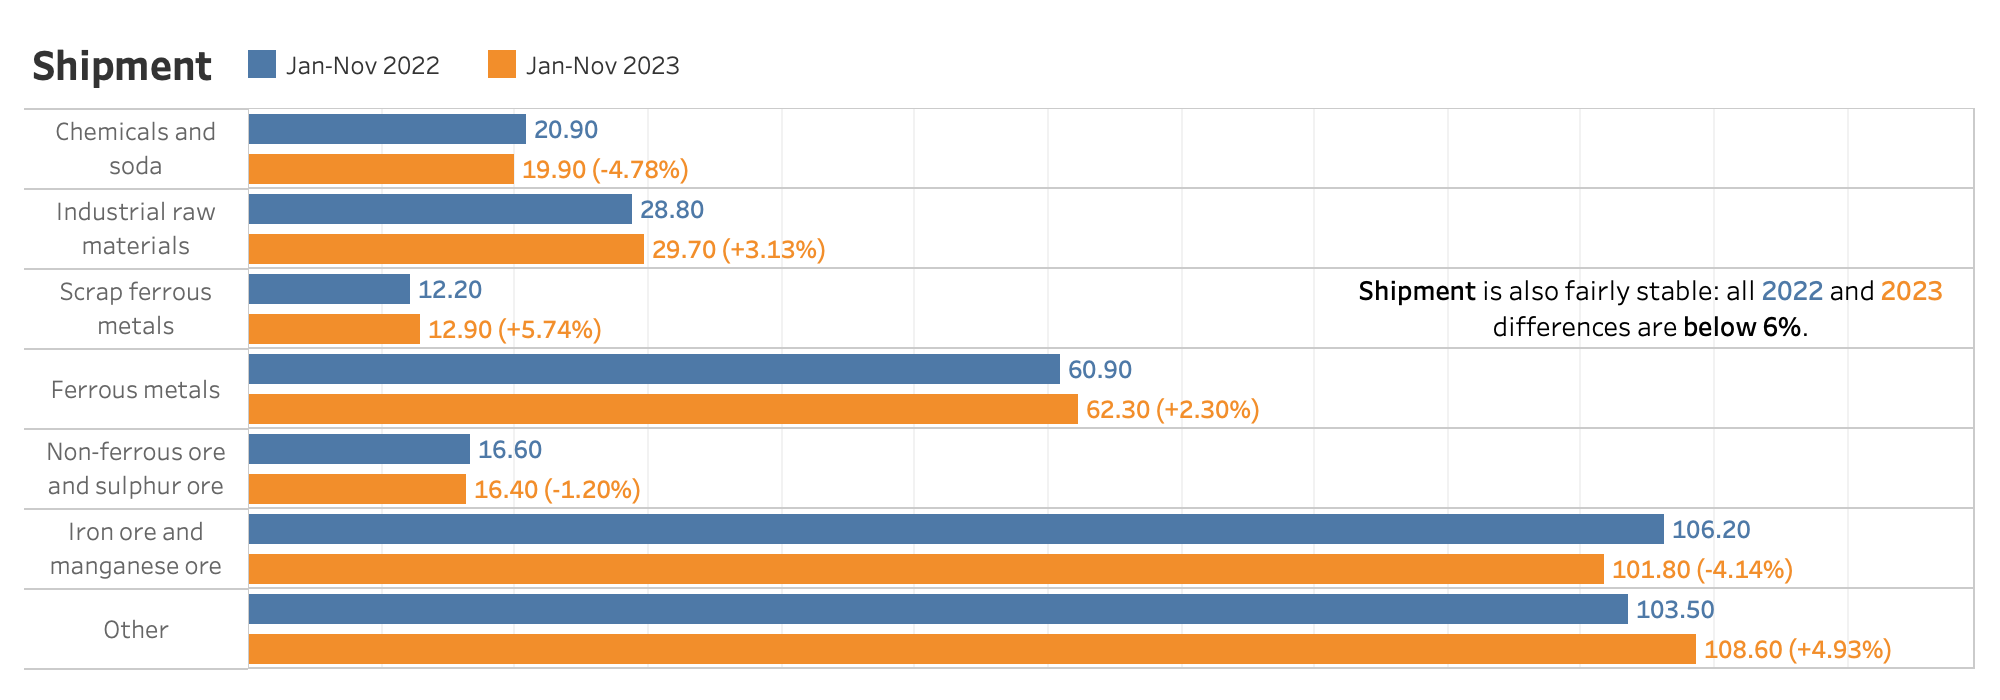 Shipment
Jan-Nov 2022
Jan-Nov 2023
Chemicals and
soda
20.90
19.90 (-4.78%)
Industrial raw
materials
28.80
29.70 (+3.13%)
Scrap ferrous
metals
12.20
12.90 (+5.74%)
Shipment is also fairly stable: all 2022 and 2023
differences are below 6%.
Ferrous metals
60.90
62.30 (+2.30%)
Non-ferrous ore
and sulphur ore
16.60
16.40 (-1.20%)
Iron ore and
manganese ore
106.20
101.80 (-4.14%)
Other
103.50
108.60 (+4.93%)